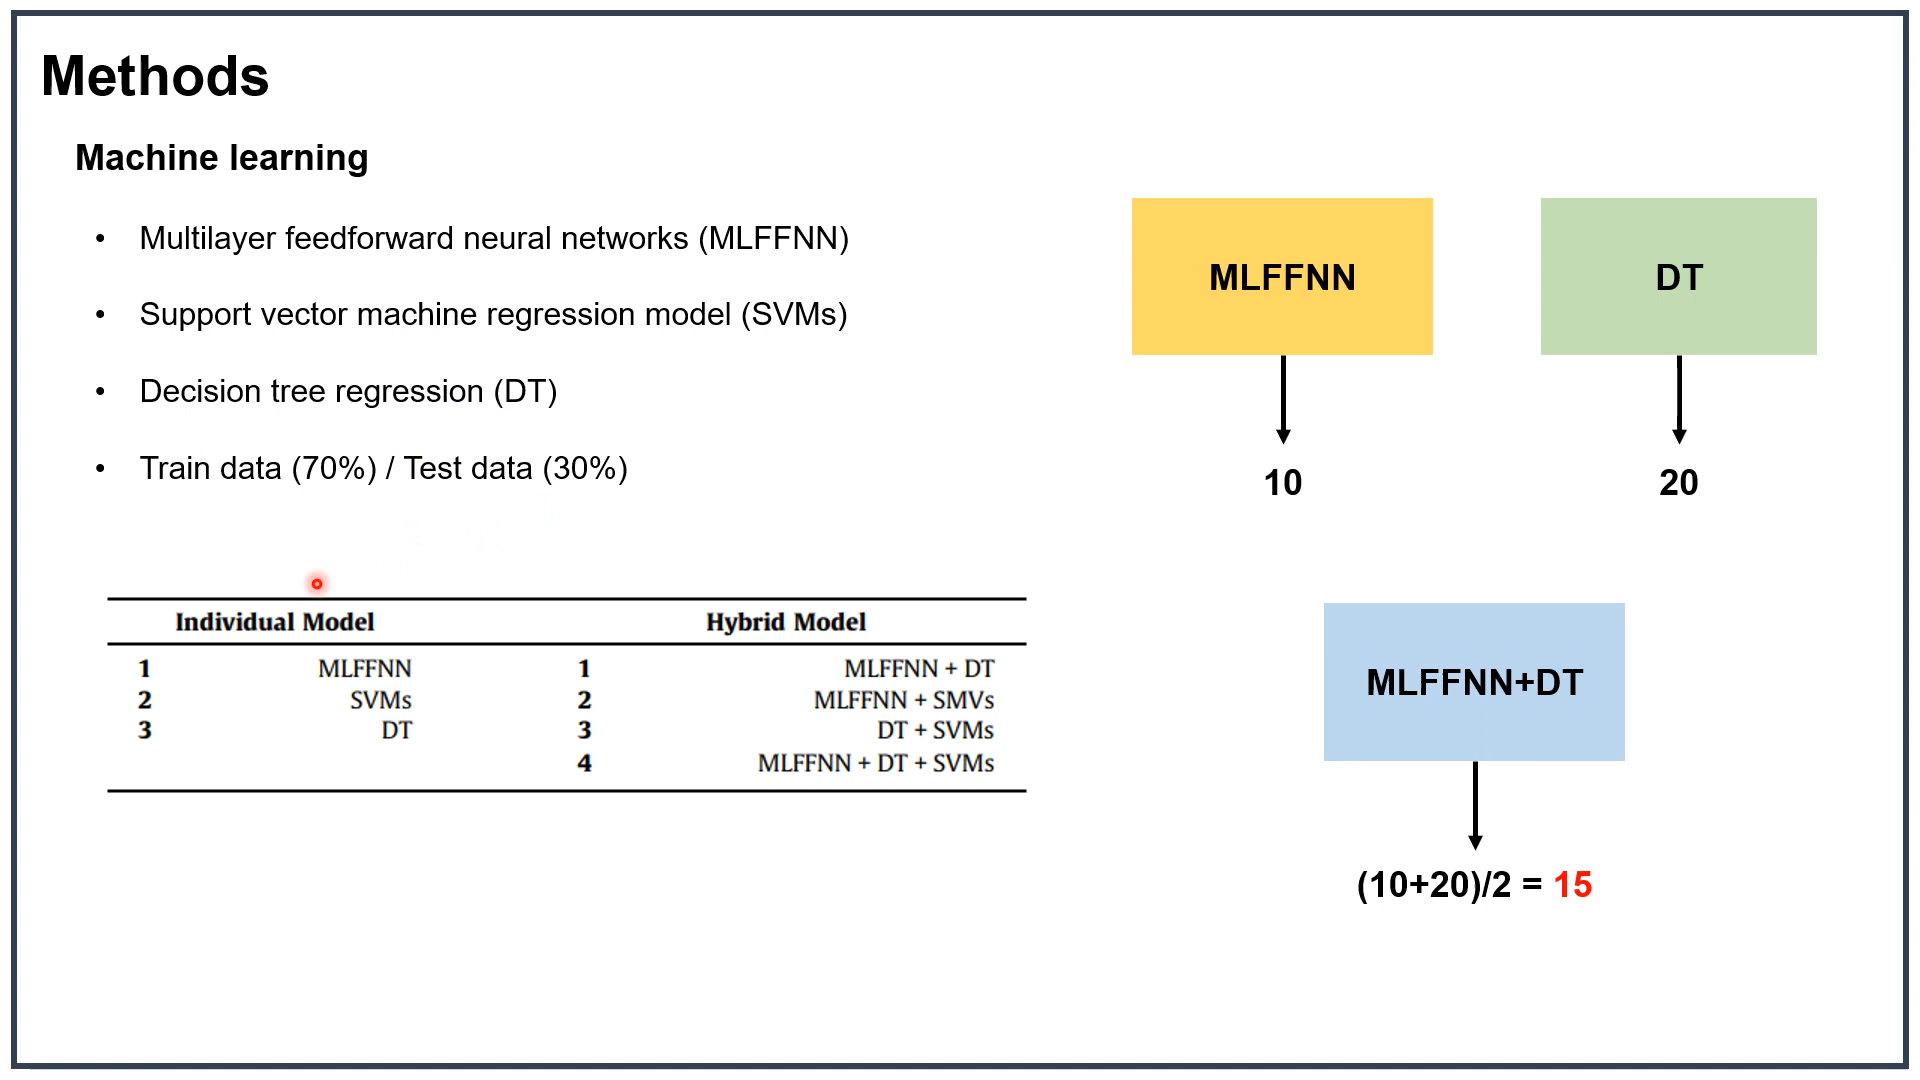 Methods
Machine learning
• Multilayer feedforward neural networks (MLFFNN)
• Support vector machine regression model (SVMs)
• Decision tree regression (DT)
• Train data (70%) / Test data (30%)
Individual Model Hybrid Model
1 MLFFNN 1 MLFFNN + DT
2 SVMs 2 MLFFNN + SMVs
3 DT 3 DT + SVMs
4 MLFFNN + DT + SVMs
MLFFNN DT
10 20
MLFFNN+DT
(10+20)/2 = 15